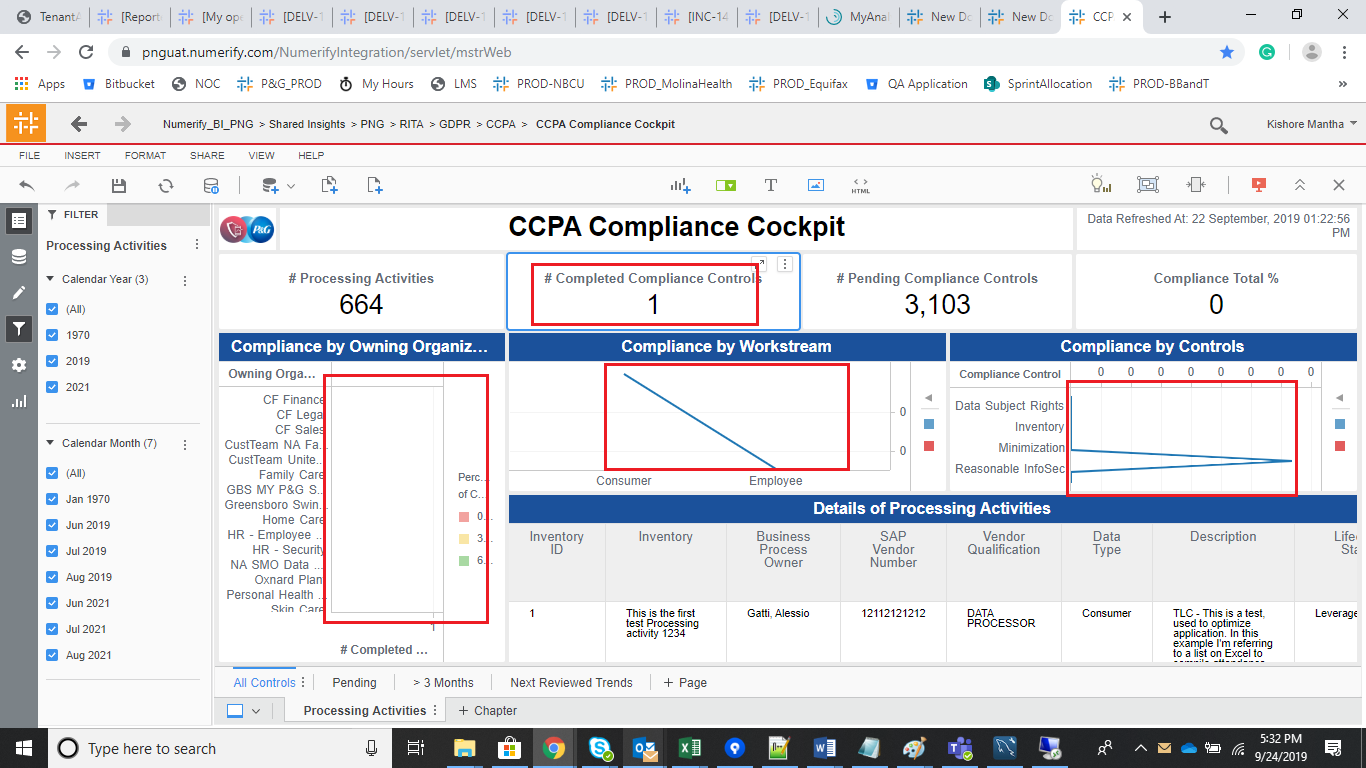 TenantA
[Report
[My ope
[DELV-1
[DELV-1
[DELV-1
[DELV-1
[DELV-1
[INC-14
[DELV-1
MyAnal
New Do
New Do
CCP
pnguat.numerify.com/NumerifyIntegration/servlet/mstrWeb
Apps
Bitbucket
NOC
P&G_PROD
My Hours
LMS
PROD-NBCU
PROD_MolinaHealth
PROD_Equifax
QA Application
SprintAllocation
PROD-BBandT
Numerify_BI_PNG > Shared Insights > PNG > RITA > GDPR > CCPA > CCPA Compliance Cockpit
Kishore Mantha
FILE INSERT FORMAT SHARE VIEW HELP
HTML
FILTER
Processing Activities
Calendar Year (3)
(All)
1970
2019
2021
Calendar Month (7)
(All)
Jan 1970
Jun 2019
Jul 2019
Aug 2019
Jun 2021
Jul 2021
Aug 2021
P&G
CCPA Compliance Cockpit
Data Refreshed At: 22 September, 2019 01:22:56
PM
# Processing Activities
664
# Completed Compliance Controls
1
# Pending Compliance Controls
3,103
Compliance Total %
0
Compliance by Owning Organiz...
Owning Orga...
CF Finance
CF Legal
CF Sales
CustTeam NA Fa...
CustTeam Unite...
Family Care
GBS MY P&G S...
Greensboro Swin...
Home Care
HR - Employee ...
HR - Security
NA SMO Data ...
Oxnard Plant
Personal Health ...
Skin Care
1
# Completed ...
Perc...
of C...
0...
3...
6...
Compliance by Workstream
0
0
Consumer Employee
Compliance by Controls
Compliance Control 0 0 0 0 0 0 0 0
Data Subject Rights
Inventory
Minimization
Reasonable InfoSec
Details of Processing Activities
Inventory
ID
Inventory
Business
Process
Owner
SAP
Vendor
Number
Vendor
Qualification
Data
Type
Description
Lifec
Sta
1
This is the first
test Processing
activity 1234
Gatti, Alessio
12112121212
DATA
PROCESSOR
Consumer
TLC - This is a test,
used to optimize
application. In this
example I'm referring
to a list on Excel to
compile attendance
Leverage
All Controls
Pending
> 3 Months
Next Reviewed Trends
+ Page
Processing Activities
+ Chapter
Type here to search
5:32 PM
9/24/2019